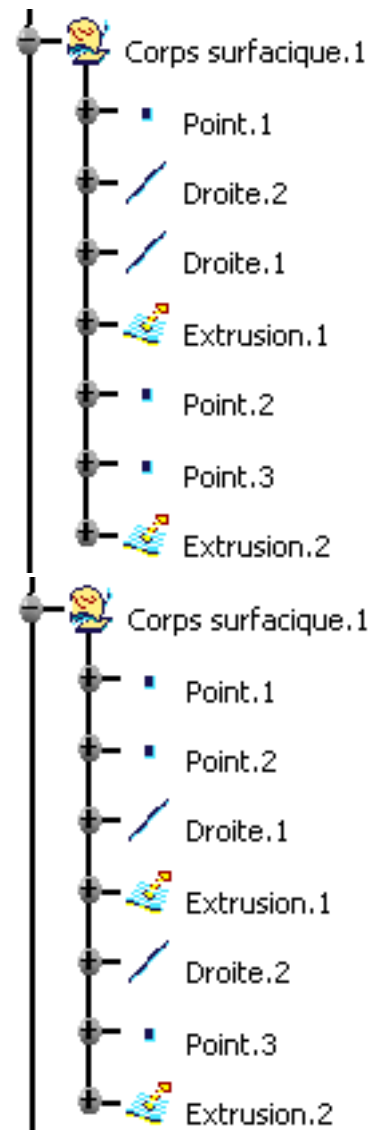 Corps surfacique.1
Point.1
Droite.2
Droite.1
Extrusion.1
Point.2
Point.3
Extrusion.2
Corps surfacique.1
Point.1
Point.2
Droite.1
Extrusion.1
Droite.2
Point.3
Extrusion.2